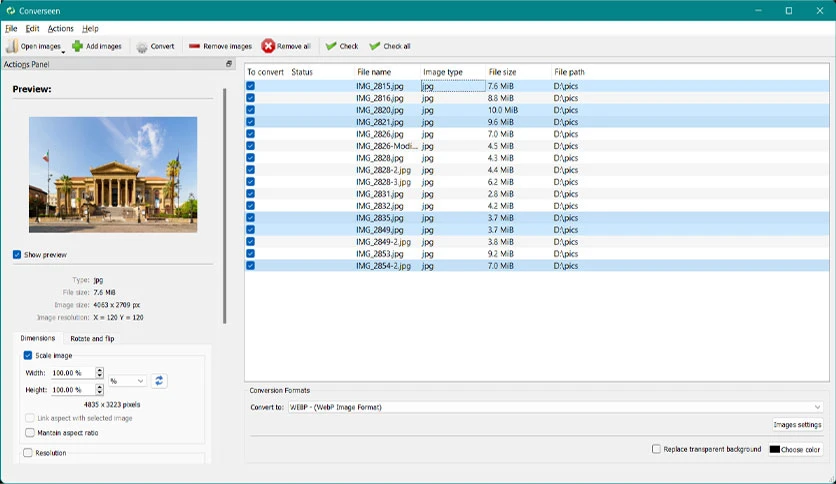 Converseen
File Edit Actions Help
Open images Add images Convert Remove images Remove all Check Check all
Actions Panel
Preview:
Show preview
Type: jpg
File size: 7.6 MiB
Image size: 4063 x 2709 px
Image resolution: X = 120 Y = 120
Dimensions Rotate and flip
Scale image
Width: 100.00 % %
Height: 100.00 %
4835 x 3223 pixels
Link aspect with selected image
Mantain aspect ratio
Resolution
To convert Status File name Image type File size File path
IMG_2815.jpg jpg 7.6 MiB D:\pics
IMG_2816.jpg jpg 8.8 MiB D:\pics
IMG_2820.jpg jpg 10.0 MiB D:\pics
IMG_2821.jpg jpg 9.6 MiB D:\pics
IMG_2826.jpg jpg 7.0 MiB D:\pics
IMG_2826-Modi... jpg 4.5 MiB D:\pics
IMG_2828.jpg jpg 4.3 MiB D:\pics
IMG_2828-2.jpg jpg 4.4 MiB D:\pics
IMG_2828-3.jpg jpg 6.2 MiB D:\pics
IMG_2831.jpg jpg 2.8 MiB D:\pics
IMG_2832.jpg jpg 4.2 MiB D:\pics
IMG_2835.jpg jpg 3.7 MiB D:\pics
IMG_2849.jpg jpg 3.7 MiB D:\pics
IMG_2849-2.jpg jpg 3.8 MiB D:\pics
IMG_2853.jpg jpg 9.2 MiB D:\pics
IMG_2854-2.jpg jpg 7.0 MiB D:\pics
Conversion Formats
Convert to: WEBP - (WebP Image Format)
Images settings
Replace transparent background Choose color